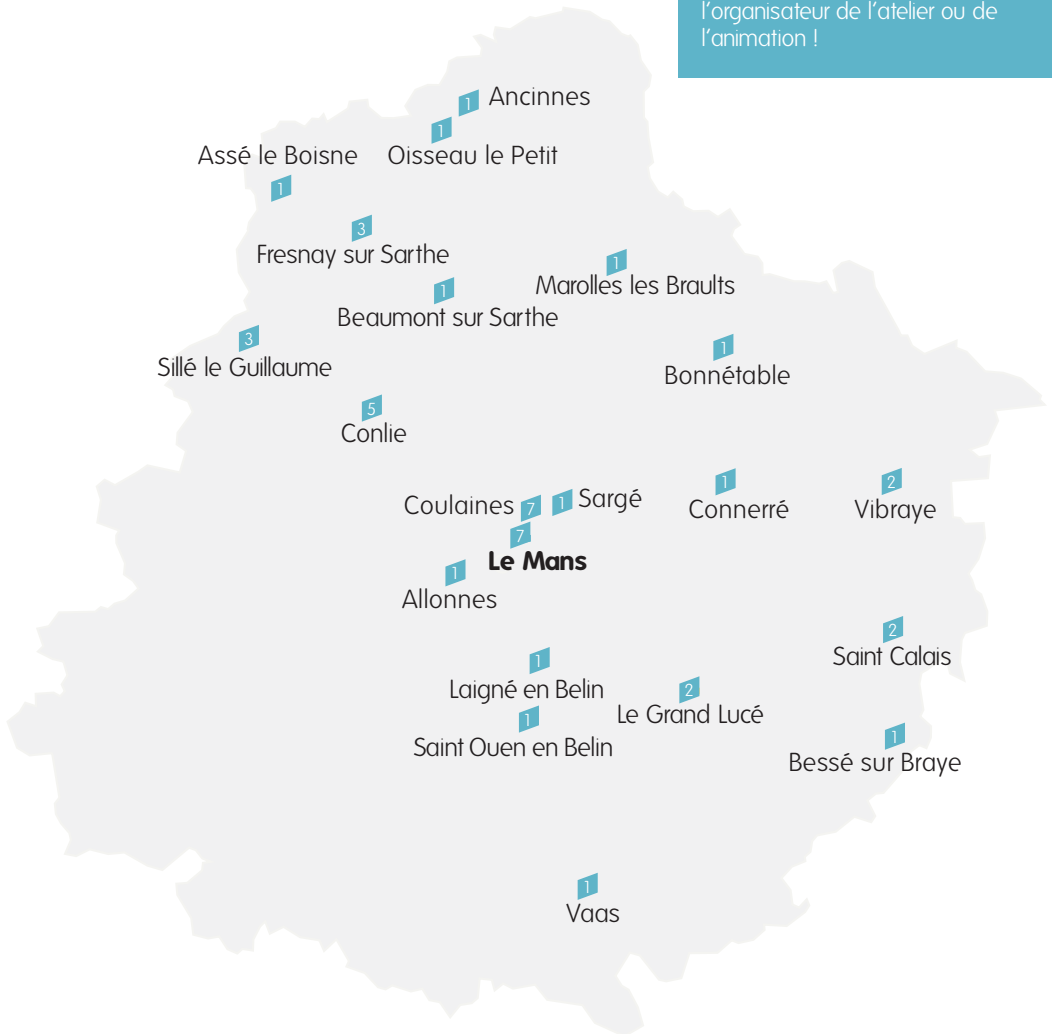 l'organisateur de l'atelier ou de
l'animation !
1 Ancinnes
1
Assé le Boisne Oisseau le Petit
1
3
Fresnay sur Sarthe
1
Marolles les Braults
1
Beaumont sur Sarthe
3
Sillé le Guillaume
1
Bonnétable
5
Conlie
Coulaines 7 1 Sargé
1
Connerré
2
Vibraye
7
Le Mans
1
Allonnes
2
Saint Calais
1
Laigné en Belin
2
Le Grand Lucé
1
Saint Ouen en Belin
1
Bessé sur Braye
1
Vaas